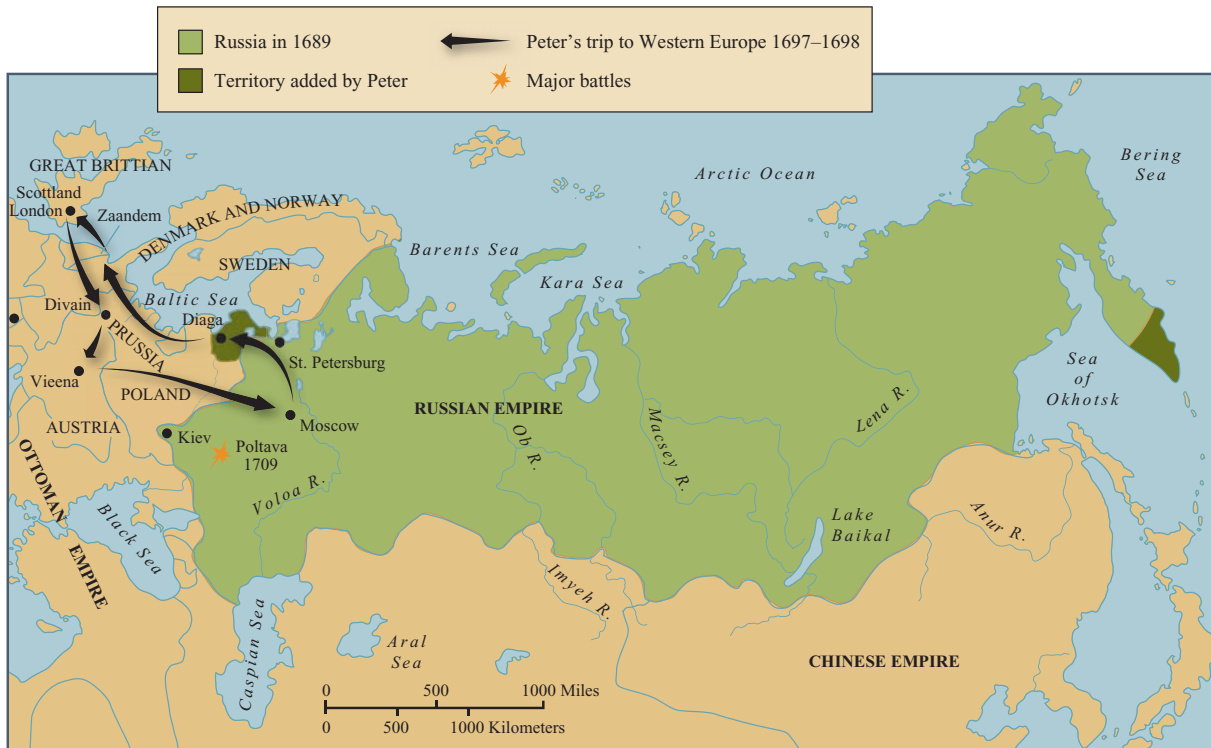 Russia in 1689
Peter's trip to Western Europe 1697–1698
Territory added by Peter
Major battles
GREAT BRITTIAN
Scottland
London
Zaandem
DENMARK AND NORWAY
SWEDEN
Baltic Sea
Divain
Diaga
PRUSSIA
St. Petersburg
Vieena
POLAND
Moscow
AUSTRIA
Kiev
Poltava
1709
OTTOMAN
EMPIRE
Black Sea
Voloa R.
Caspian Sea
Aral
Sea
Barents Sea
Kara Sea
Arctic Ocean
Bering
Sea
Sea
of
Okhotsk
RUSSIAN EMPIRE
Ob R.
Macsey R.
Lena R.
Lake
Baikal
Anur R.
Imyeh R.
CHINESE EMPIRE
0 500 1000 Miles
0 500 1000 Kilometers